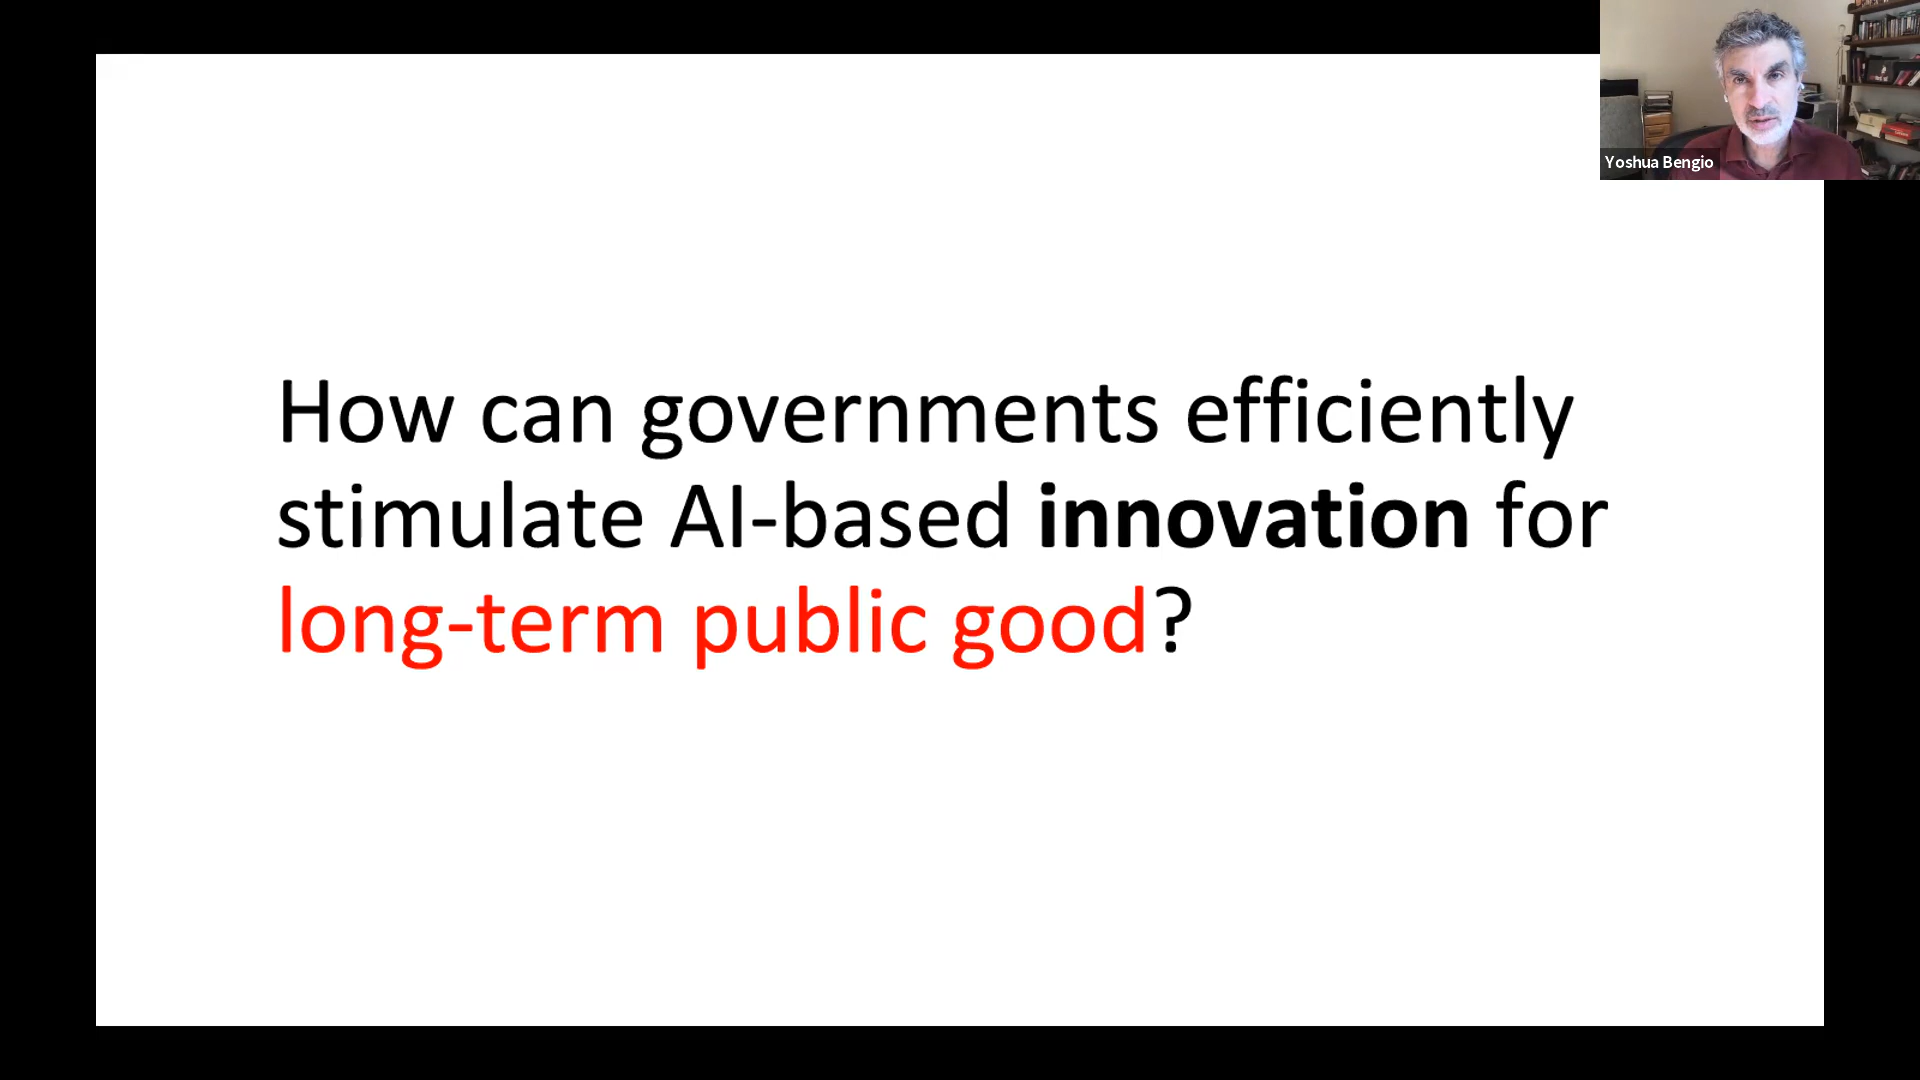 Yoshua Bengio
How can governments efficiently
stimulate AI-based innovation for
long-term public good?